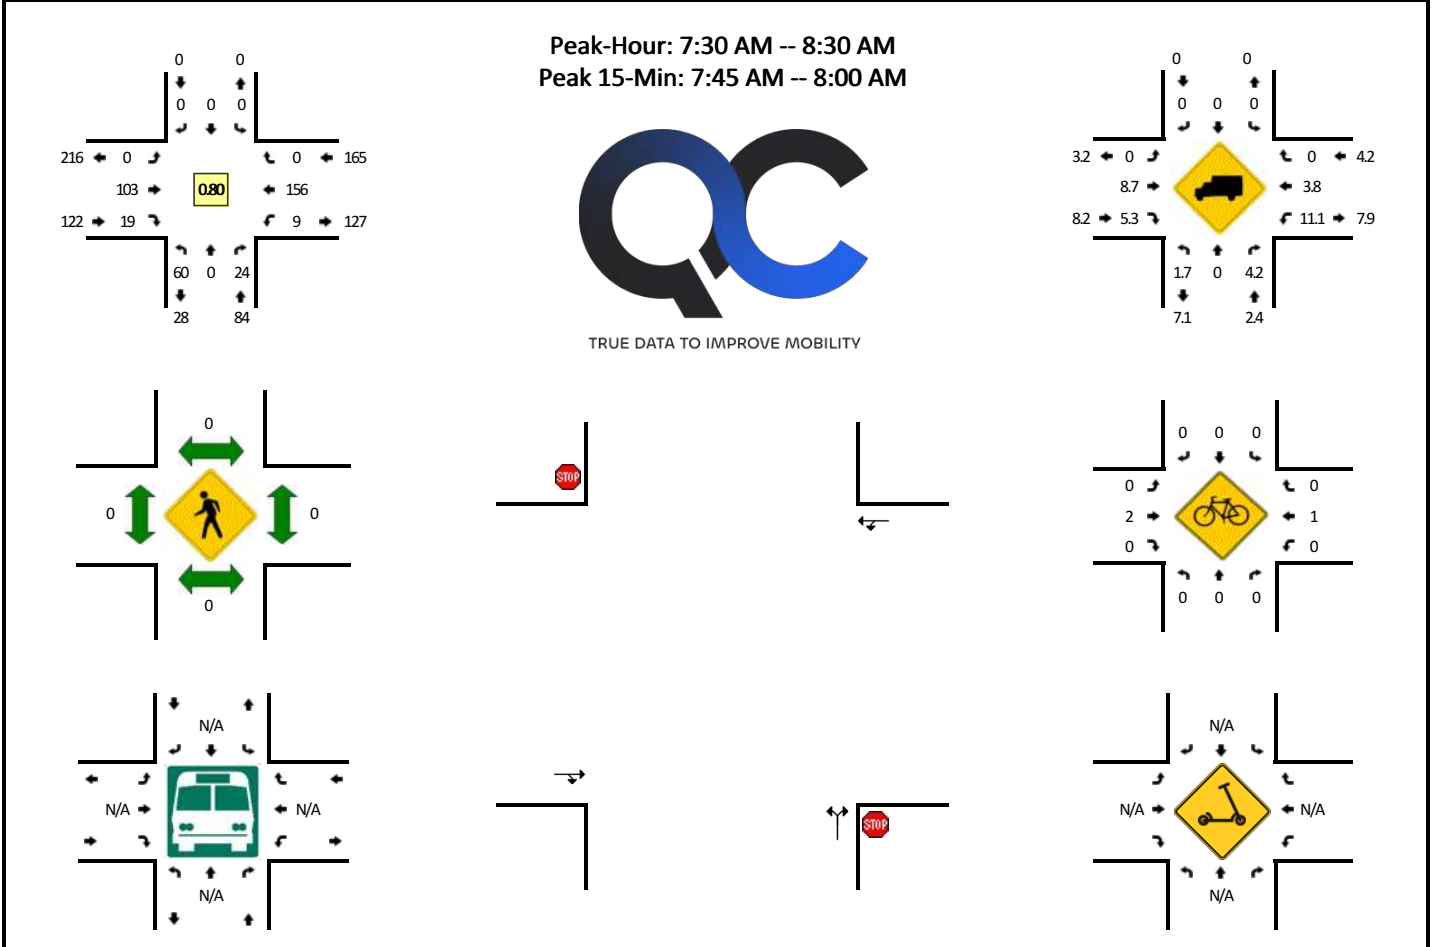 Peak-Hour: 7:30 AM -- 8:30 AM
Peak 15-Min: 7:45 AM -- 8:00 AM
0 0
0 0 0
216 0 0 165
103 0.80 156
122 19 9 127
60 0 24
28 84
QC
TRUE DATA TO IMPROVE MOBILITY
0 0
0 0 0
3.2 0 0 4.2
8.7 3.8
8.2 5.3 11.1 7.9
1.7 0 4.2
7.1 2.4
0
0 0
0
STOP
STOP
0 0 0
0 0
2 1
0 0
0 0 0
N/A
N/A N/A
N/A
N/A
N/A N/A
N/A